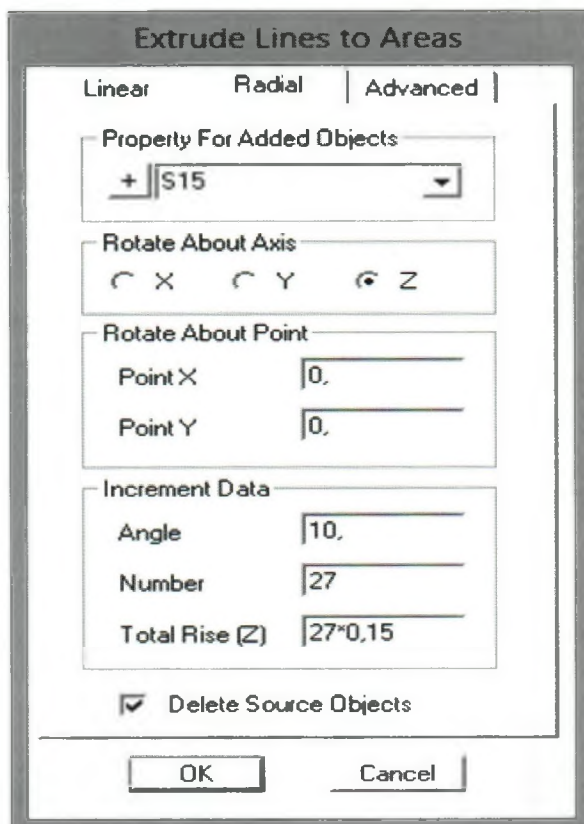 Extrude Lines to Areas
Linear Radial Advanced
Property For Added Objects
+ S15
Rotate About Axis
X Y Z
Rotate About Point
Point X 0,
Point Y 0,
Increment Data
Angle 10,
Number 27
Total Rise (Z) 27*0,15
Delete Source Objects
OK Cancel